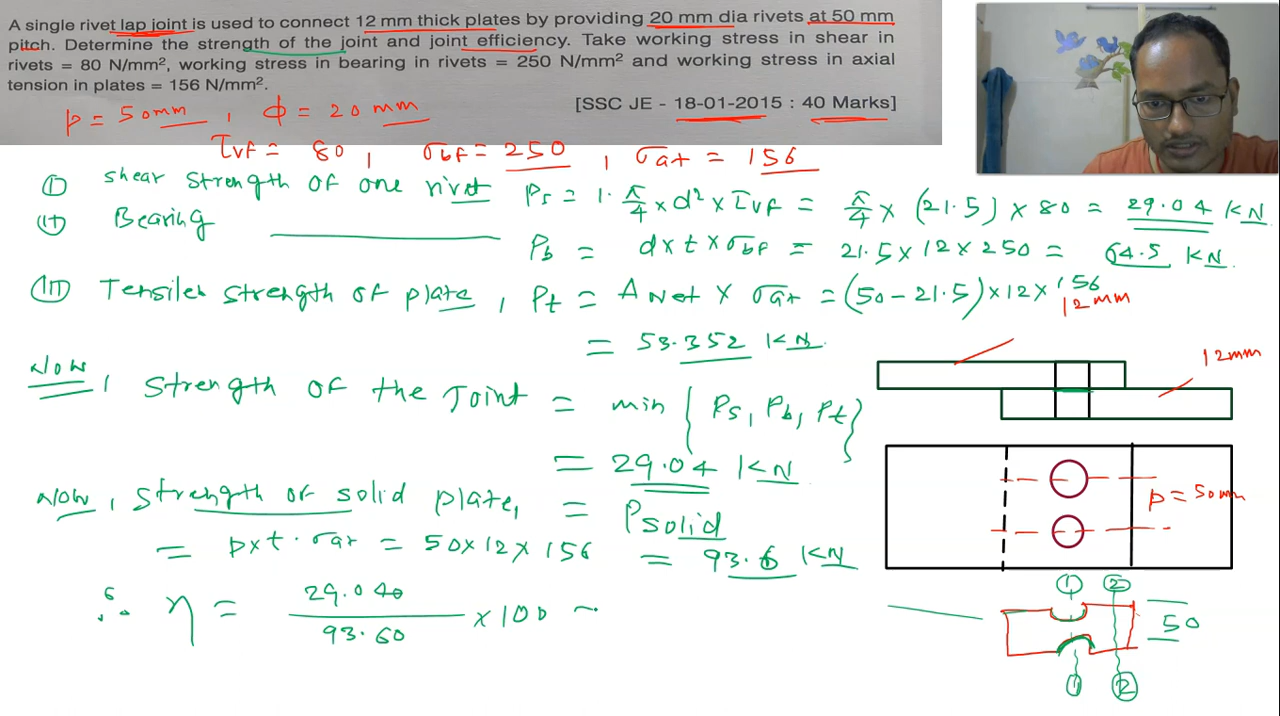 A single rivet lap joint is used to connect 12 mm thick plates by providing 20 mm dia rivets at 50 mm
pitch. Determine the strength of the joint and joint efficiency. Take working stress in shear in
rivets = 80 N/mm², working stress in bearing in rivets = 250 N/mm² and working stress in axial
tension in plates = 156 N/mm².
[SSC JE - 18-01-2015 : 40 Marks]
p = 50mm , ϕ = 20 mm
τvf = 80 , σbf = 250 , σat = 156
(I) shear strength of one rivet Ps = 1. π/4 × d² × τvf = π/4 × (21.5) × 80 = 29.04 KN
(II) Bearing Pb = d×t×σbf = 21.5×12×250 = 64.5 KN.
(III) Tensiles strength of plate, Pt = ANet × σat = (50-21.5)×12×156
= 53.352 KN.
12mm
12mm
Now, Strength of the Joint = min {Ps, Pb, Pt}
= 29.04 KN
Now, strength of solid plate, = Psolid
= p×t. σat = 50×12×156 = 93.6 KN
p = 50mm
∴ η = 29.040/93.60 × 100 ~
① ②
50
① ②